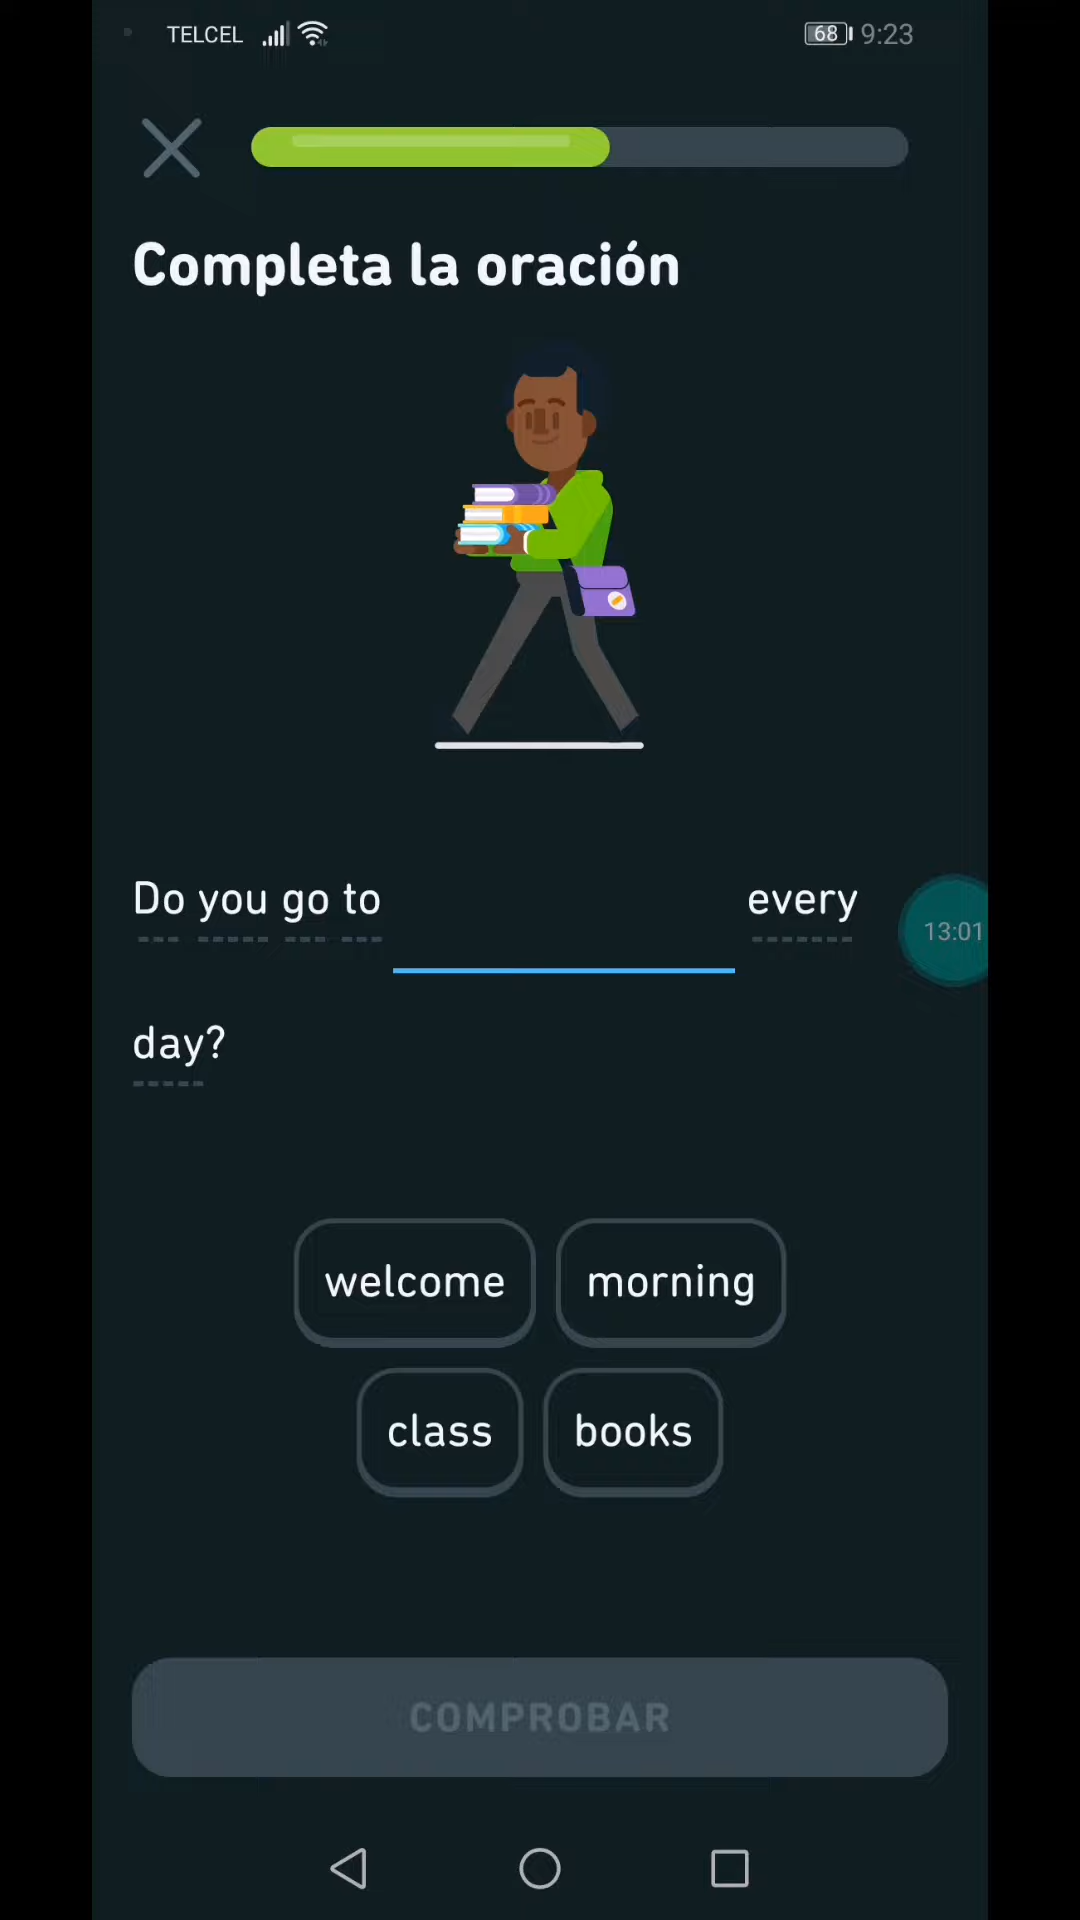 TELCEL 68 9:23
Completa la oración
Do you go to every
13:01
day?
welcome morning
class books
COMPROBAR